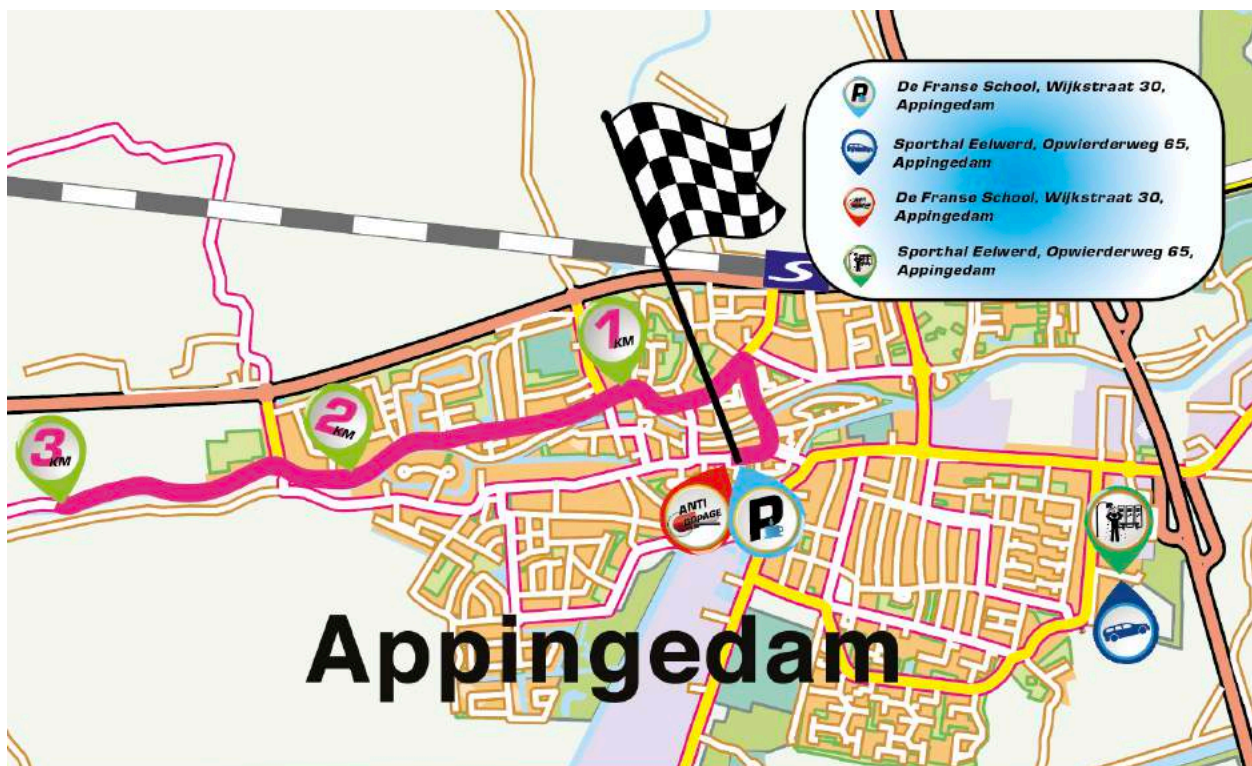 P
De Franse School, Wijkstraat 30,
Appingedam
Sporthal Eelwerd, Opwierderweg 65,
Appingedam
De Franse School, Wijkstraat 30,
Appingedam
Sporthal Eelwerd, Opwierderweg 65,
Appingedam
S
1
KM
2
KM
3
KM
ANTI
DOPAGE
P
Appingedam